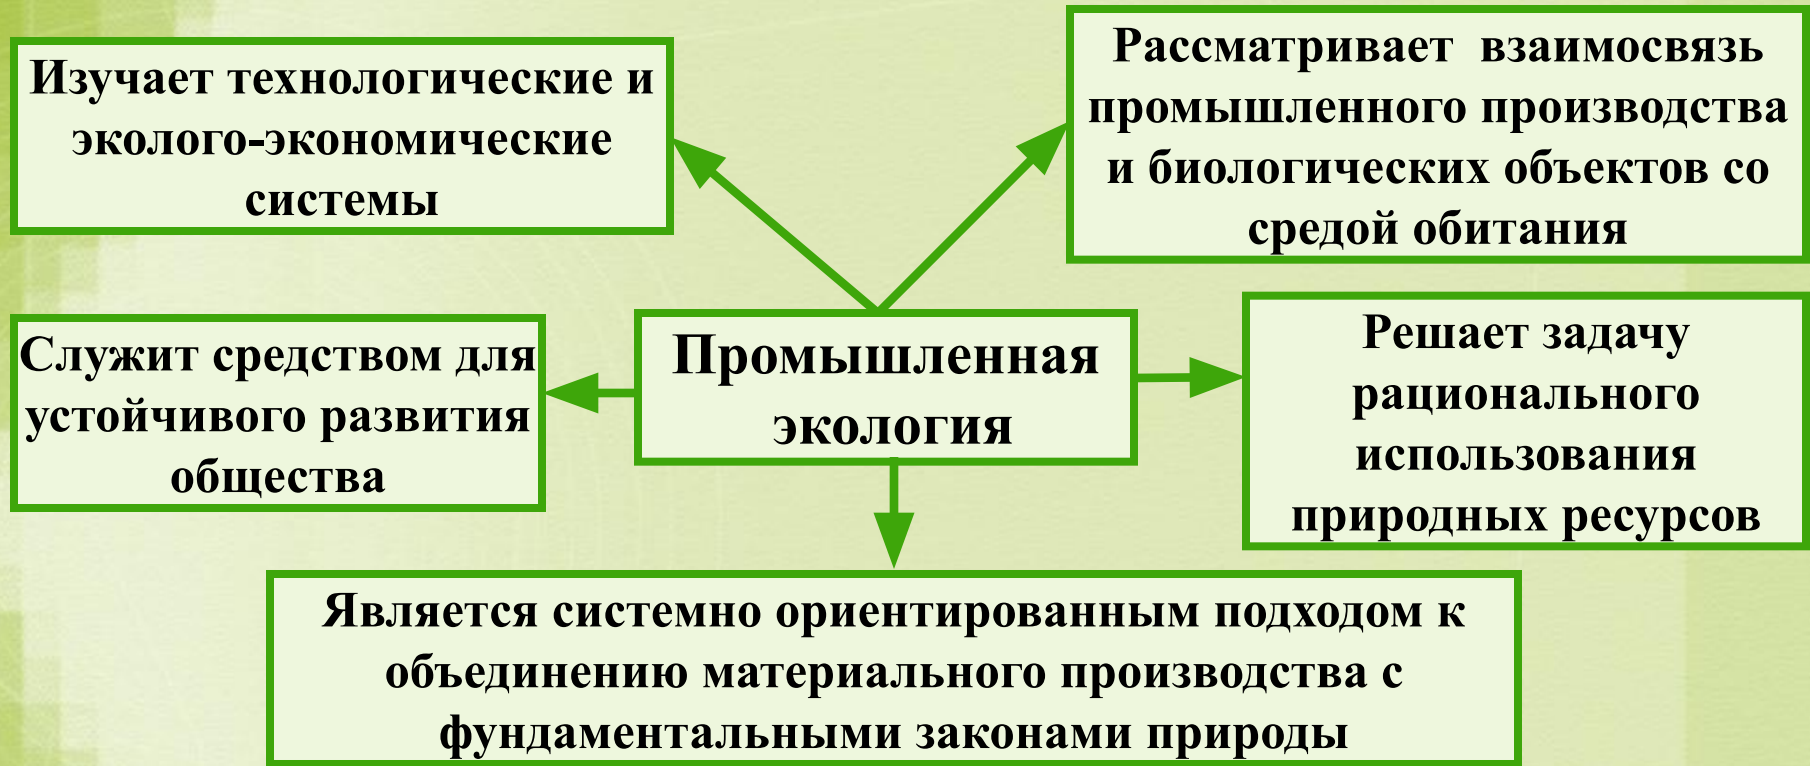 Изучает технологические и
эколого-экономические
системы
Рассматривает взаимосвязь
промышленного производства
и биологических объектов со
средой обитания
Служит средством для
устойчивого развития
общества
Промышленная
экология
Решает задачу
рационального
использования
природных ресурсов
Является системно ориентированным подходом к
объединению материального производства с
фундаментальными законами природы